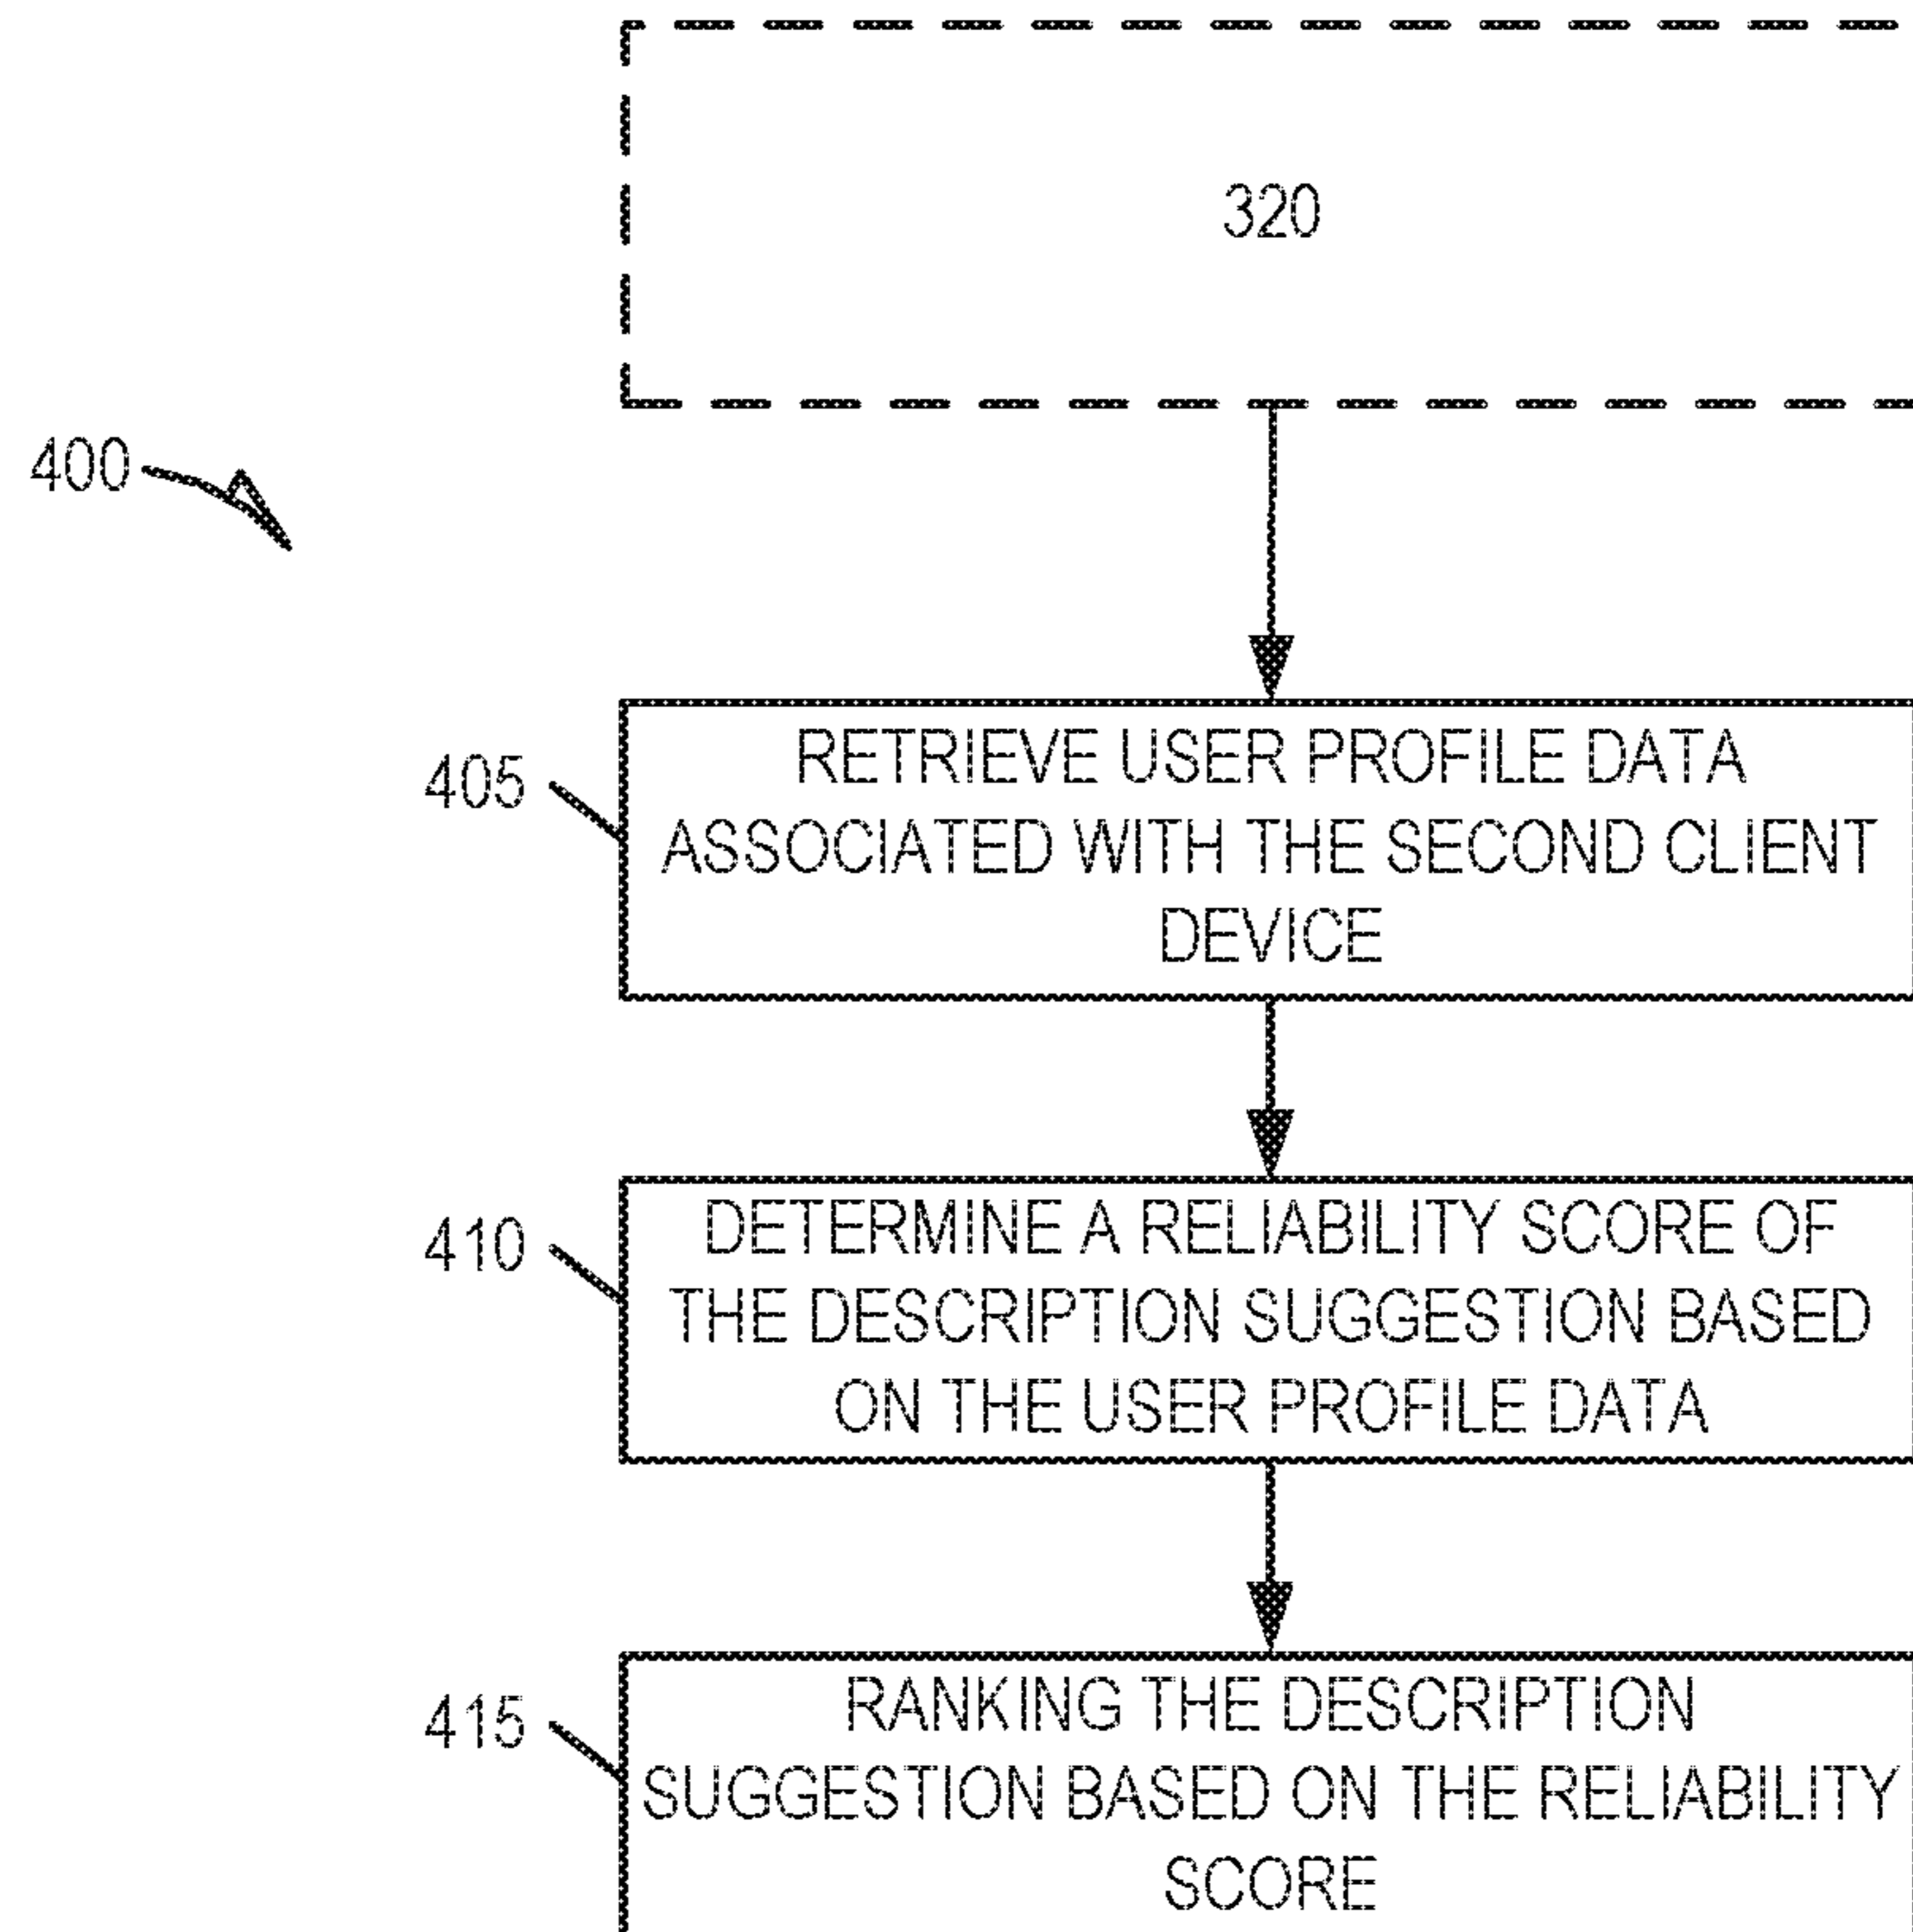 320
400
405
RETRIEVE USER PROFILE DATA
ASSOCIATED WITH THE SECOND CLIENT
DEVICE
410
DETERMINE A RELIABILITY SCORE OF
THE DESCRIPTION SUGGESTION BASED
ON THE USER PROFILE DATA
415
RANKING THE DESCRIPTION
SUGGESTION BASED ON THE RELIABILITY
SCORE